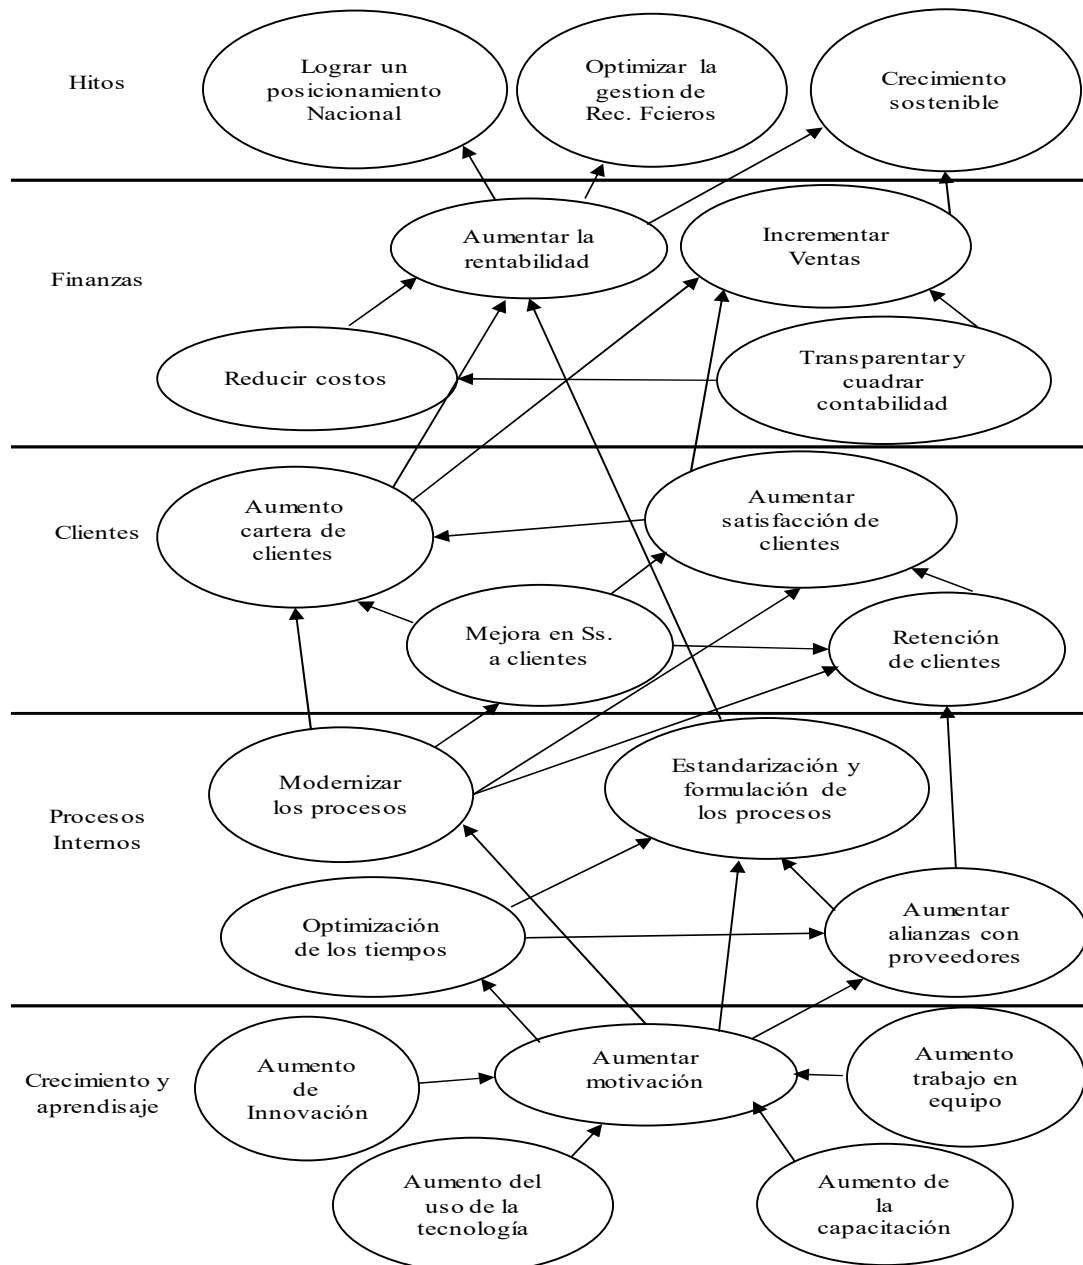 Hitos
Lograr un
posicionamiento
Nacional
Optimizar la
gestion de
Rec. Fcieros
Crecimiento
sostenible
Finanzas
Aumentar la
rentabilidad
Incrementar
Ventas
Reducir costos
Transparentar y
cuadrar
contabilidad
Clientes
Aumento
cartera de
clientes
Aumentar
satisfacción de
clientes
Mejora en Ss.
a clientes
Retención
de clientes
Procesos
Internos
Modernizar
los procesos
Estandarización y
formulación de
los procesos
Optimización
de los tiempos
Aumentar
alianzas con
proveedores
Crecimiento y
aprendisaje
Aumento
de
Innovación
Aumentar
motivación
Aumento
trabajo en
equipo
Aumento del
uso de la
tecnología
Aumento de
la
capacitación